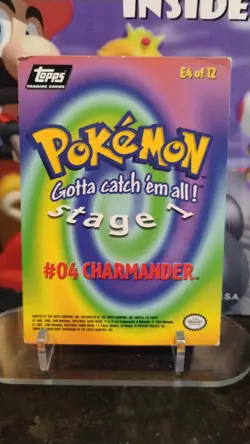 INSIDE
topps
TRADING CARDS
E4 of 12
POKéMON
Gotta catch 'em all!
stage 1
#04 CHARMANDER
U.S.A.